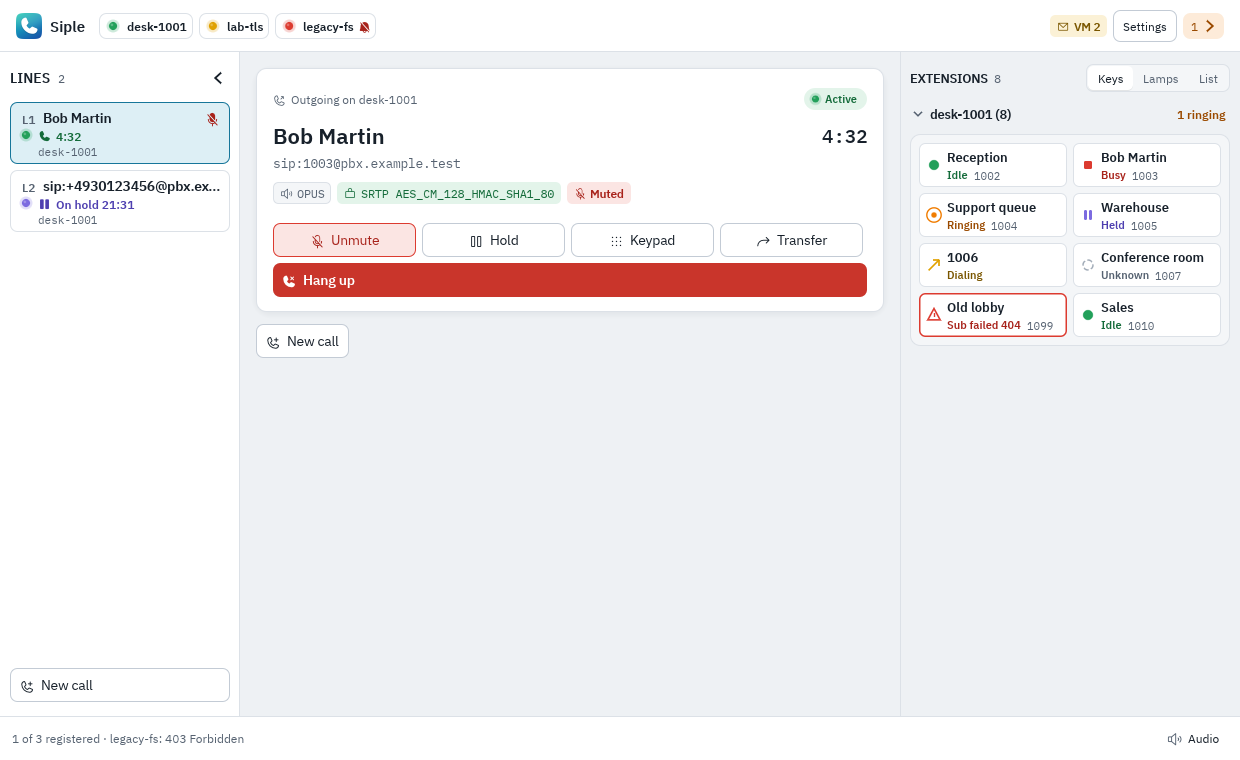 Siple
desk-1001
lab-tls
legacy-fs
VM 2
Settings
1
LINES 2
L1 Bob Martin
4:32
desk-1001
L2 sip:+4930123456@pbx.ex...
On hold 21:31
desk-1001
New call
Outgoing on desk-1001
Active
Bob Martin
4:32
sip:1003@pbx.example.test
OPUS
SRTP AES_CM_128_HMAC_SHA1_80
Muted
Unmute
Hold
Keypad
Transfer
Hang up
New call
EXTENSIONS 8
Keys
Lamps
List
desk-1001 (8)
1 ringing
Reception
Idle 1002
Bob Martin
Busy 1003
Support queue
Ringing 1004
Warehouse
Held 1005
1006
Dialing
Conference room
Unknown 1007
Old lobby
Sub failed 404 1099
Sales
Idle 1010
1 of 3 registered · legacy-fs: 403 Forbidden
Audio